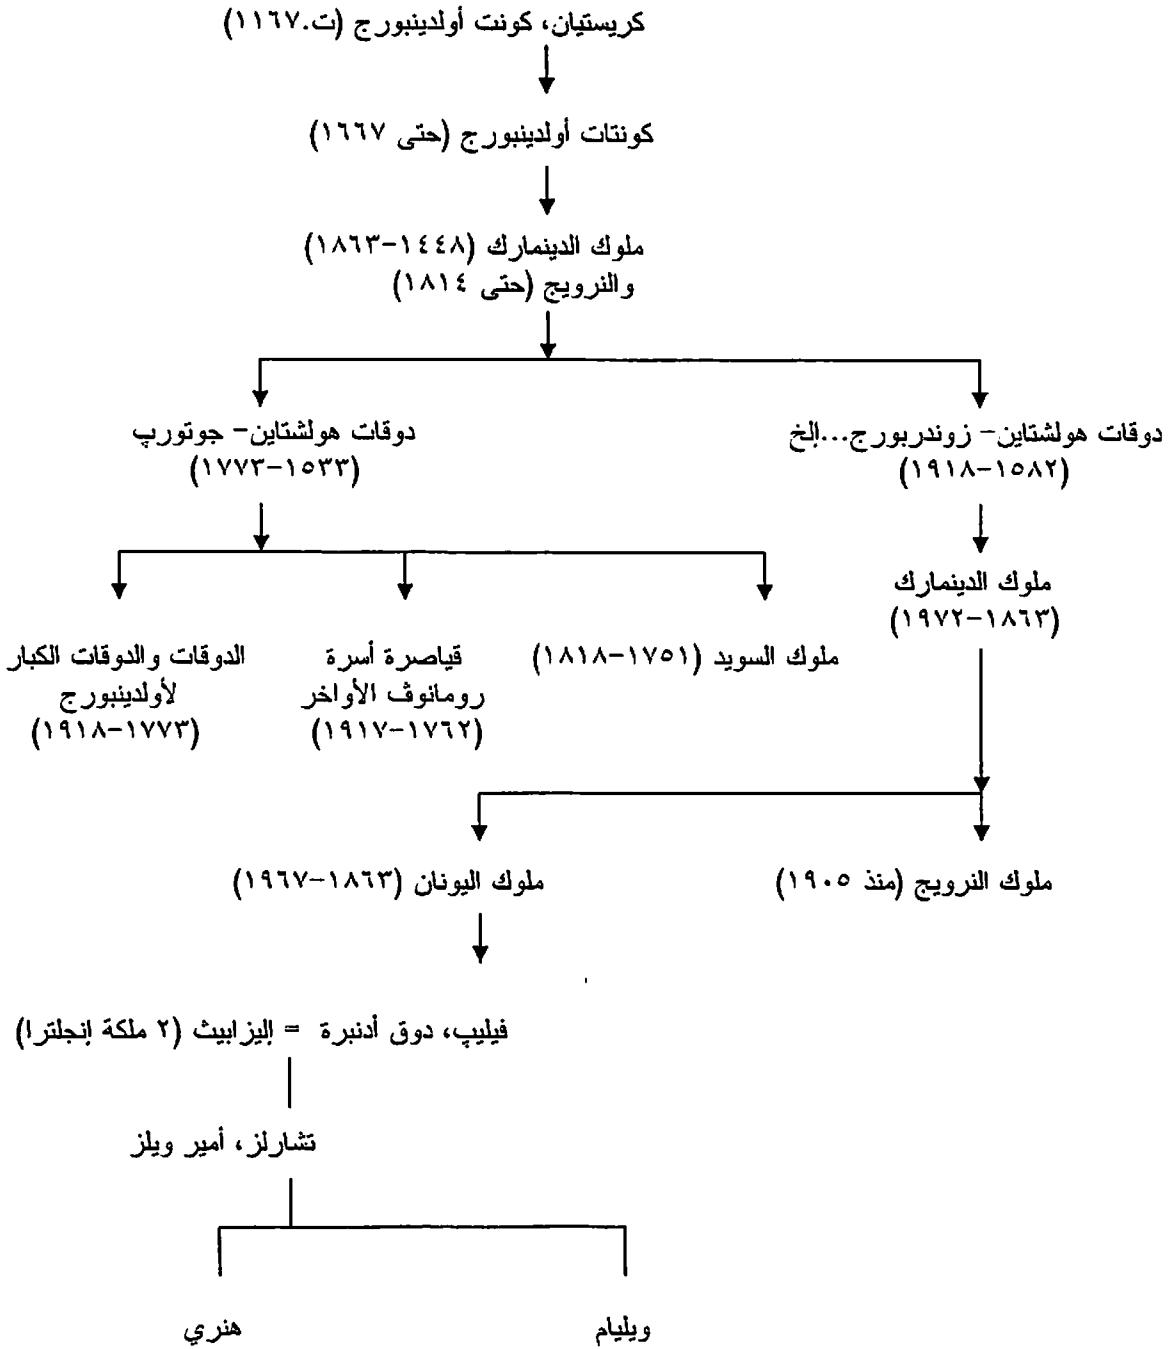 كريستيان، كونت أولدينبورج (ت.١١٦٧)
كونتات أولدينبورج (حتى ١٦٦٧)
ملوك الدينمارك (١٤٤٨-١٨٦٣)
والنرويج (حتى ١٨١٤)
دوقات هولشتاين- زوندربورج...إلخ
(١٥٨٢-١٩١٨)
دوقات هولشتاين- جوتورپ
(١٥٣٣-١٧٧٣)
ملوك الدينمارك
(١٨٦٣-١٩٧٢)
ملوك السويد (١٧٥١-١٨١٨)
قياصرة أسرة
رومانوڤ الأواخر
(١٧٦٢-١٩١٧)
الدوقات والدوقات الكبار
لأولدينبورج
(١٧٧٣-١٩١٨)
ملوك النرويج (منذ ١٩٠٥)
ملوك اليونان (١٨٦٣-١٩٦٧)
فيليپ، دوق أدنبرة = إليزابيث (٢ ملكة إنجلترا)
تشارلز، أمير ويلز
ويليام
هنري